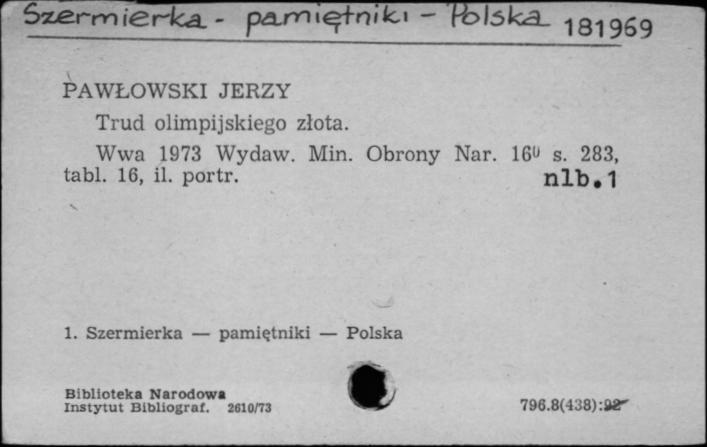 Szermierka - pamiętniki - Polska 181969
PAWŁOWSKI JERZY
Trud olimpijskiego złota.
Wwa 1973 Wydaw. Min. Obrony Nar. 16⁰ s. 283,
tabl. 16, il. portr. nlb.1
1. Szermierka — pamiętniki — Polska
Biblioteka Narodowa
Instytut Bibliograf. 2610/73 796.8(438):92